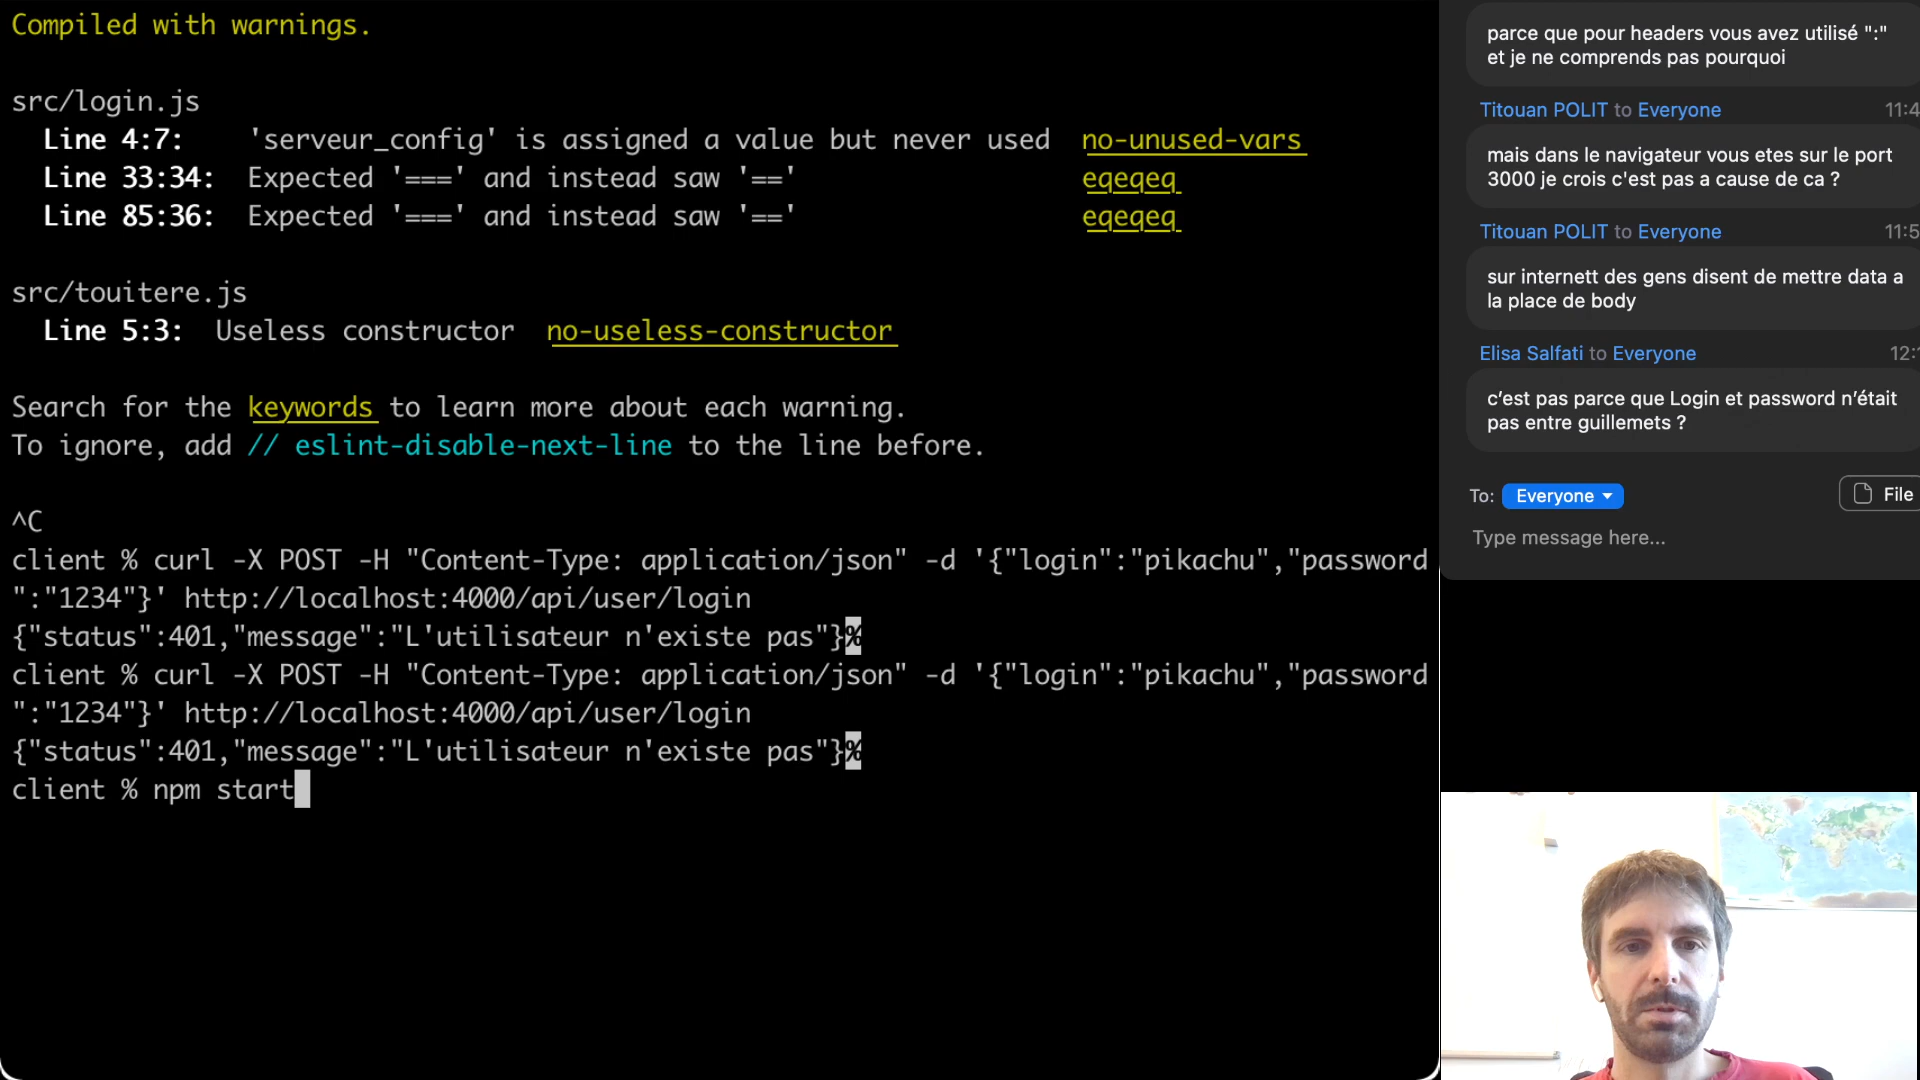 Compiled with warnings.
src/login.js
Line 4:7: 'serveur_config' is assigned a value but never used no-unused-vars
Line 33:34: Expected '===' and instead saw '==' eqeqeq
Line 85:36: Expected '===' and instead saw '==' eqeqeq
src/touitere.js
Line 5:3: Useless constructor no-useless-constructor
Search for the keywords to learn more about each warning.
To ignore, add // eslint-disable-next-line to the line before.
^C
client % curl -X POST -H "Content-Type: application/json" -d '{"login":"pikachu","password
":"1234"}' http://localhost:4000/api/user/login
{"status":401,"message":"L'utilisateur n'existe pas"}%
client % curl -X POST -H "Content-Type: application/json" -d '{"login":"pikachu","password
":"1234"}' http://localhost:4000/api/user/login
{"status":401,"message":"L'utilisateur n'existe pas"}%
client % npm start
parce que pour headers vous avez utilisé ":"
et je ne comprends pas pourquoi
Titouan POLIT to Everyone 11:4
mais dans le navigateur vous etes sur le port
3000 je crois c'est pas a cause de ca ?
Titouan POLIT to Everyone 11:5
sur internett des gens disent de mettre data a
la place de body
Elisa Salfati to Everyone 12:
c’est pas parce que Login et password n’était
pas entre guillemets ?
To: Everyone File
Type message here...